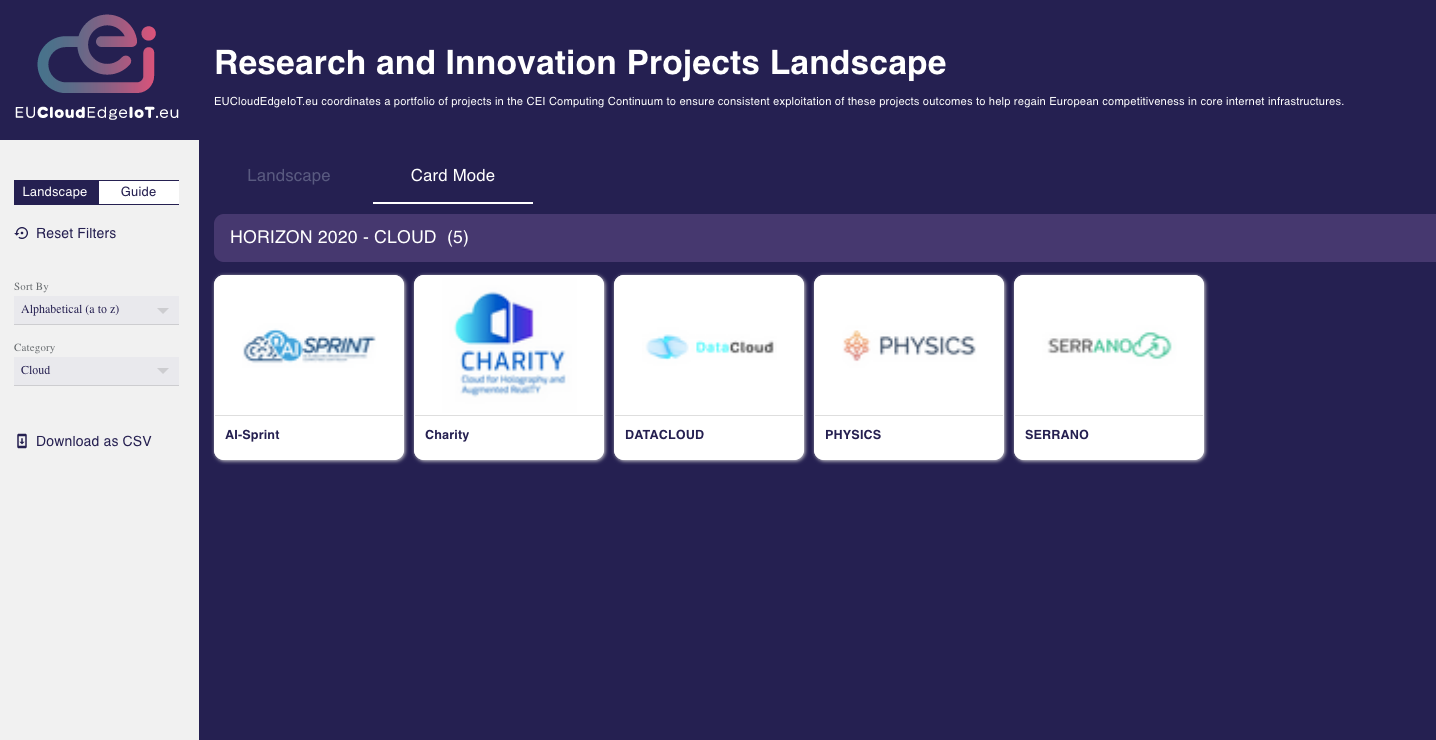 EUCloudEdgeIoT.eu
Research and Innovation Projects Landscape
EUCloudEdgeIoT.eu coordinates a portfolio of projects in the CEI Computing Continuum to ensure consistent exploitation of these projects outcomes to help regain European competitiveness in core internet infrastructures.
Landscape Guide
Reset Filters
Sort By
Alphabetical (a to z)
Category
Cloud
Download as CSV
Landscape Card Mode
HORIZON 2020 - CLOUD (5)
AI SPRINT
CHARITY
Cloud for Holography and
Augmented RealITY
DataCloud
PHYSICS
SERRANO
AI-Sprint
Charity
DATACLOUD
PHYSICS
SERRANO